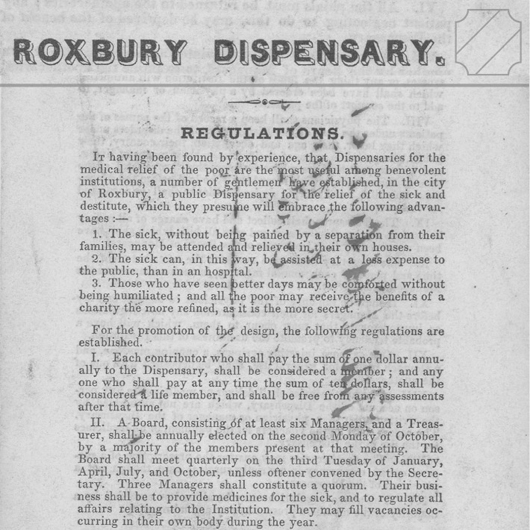 ROXBURY DISPENSARY.
REGULATIONS.
It having been found by experience, that Dispensaries for the
medical relief of the poor are the most useful among benevolent
institutions, a number of gentlemen have established, in the city
of Roxbury, a public Dispensary for the relief of the sick and
destitute, which they presume will embrace the following advan-
tages :—
1. The sick, without being pained by a separation from their
families, may be attended and relieved in their own houses.
2. The sick can, in this way, be assisted at a less expense to
the public, than in an hospital.
3. Those who have seen better days may be comforted without
being humiliated ; and all the poor may receive the benefits of a
charity the more refined, as it is the more secret.
For the promotion of the design, the following regulations are
established.
I. Each contributor who shall pay the sum of one dollar annu-
ally to the Dispensary, shall be considered a member ; and any
one who shall pay at any time the sum of ten dollars, shall be
considered a life member, and shall be free from any assessments
after that time.
II. A Board, consisting of at least six Managers, and a Treas-
urer, shall be annually elected on the second Monday of October,
by a majority of the members present at that meeting. The
Board shall meet quarterly on the third Tuesday of January,
April, July, and October, unless oftener convened by the Secre-
tary. Three Managers shall constitute a quorum. Their busi-
ness shall be to provide medicines for the sick, and to regulate all
affairs relating to the Institution. They may fill vacancies oc-
curring in their own body during the year.